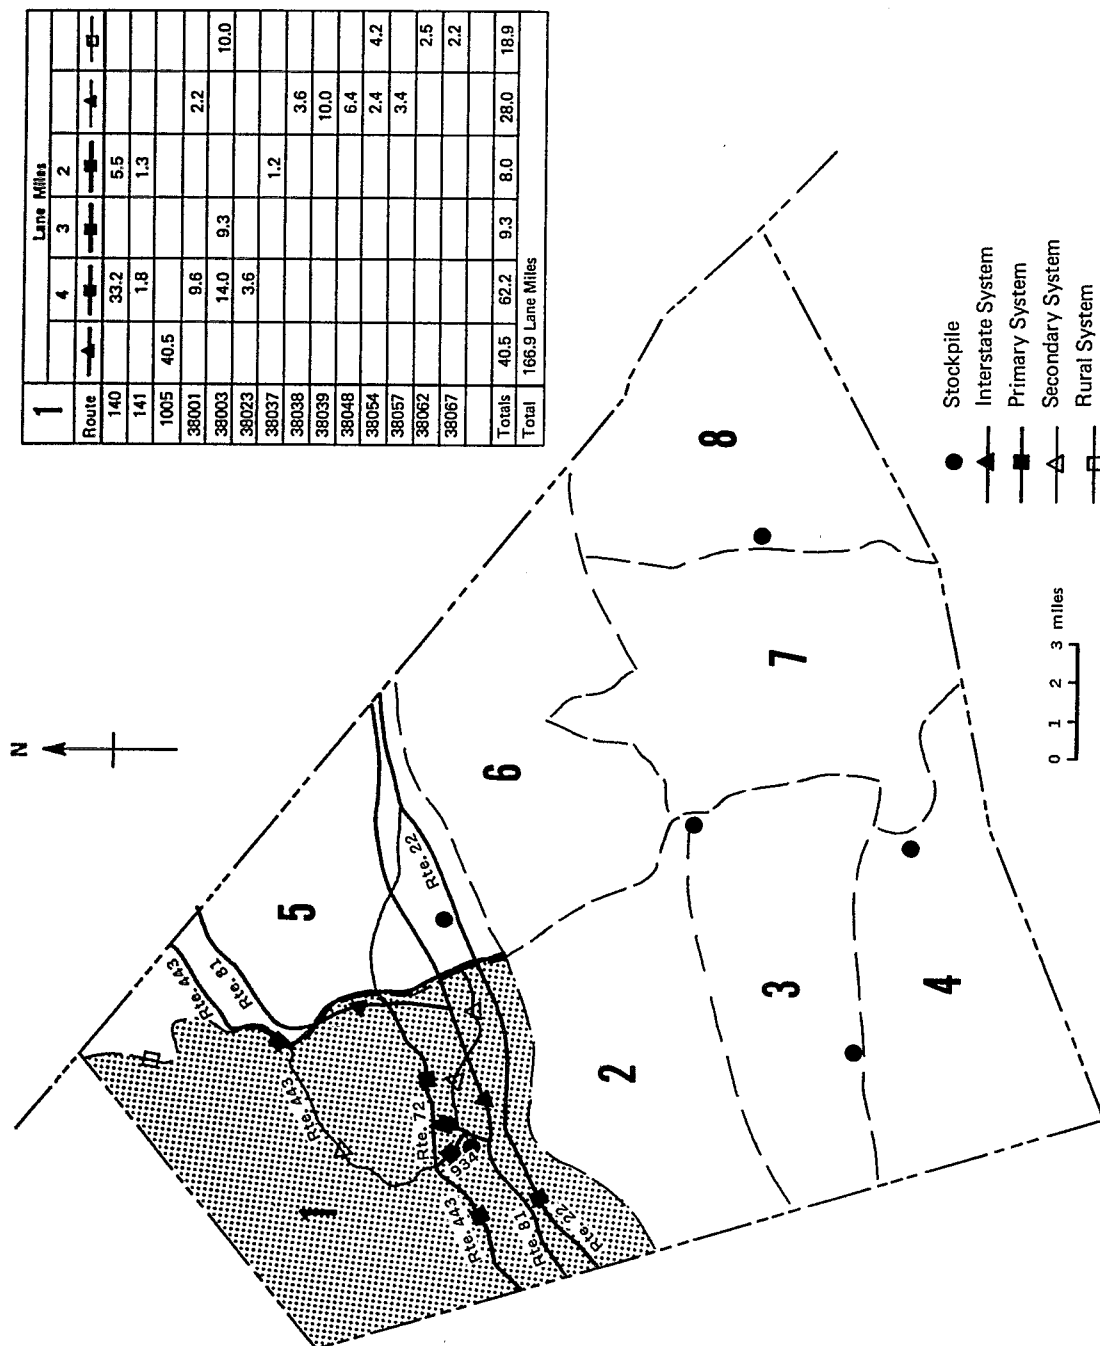 1
Lane Miles
4 3 2
Route
140 33.2 5.5
141 1.8 1.3
1005 40.5
38001 9.6 2.2
38003 14.0 9.3 10.0
38023 3.6
38037 1.2
38038 3.6
38039 10.0
38048 6.4
38054 2.4 4.2
38057 3.4
38062 2.5
38067 2.2
Totals 40.5 62.2 9.3 8.0 28.0 18.9
Total 166.9 Lane Miles
N
Rte. 443
Rte. 81
5
Rte. 443
1
Rte. 72
934
Rte. 443
Rte. 81
Rte. 22
Rte. 22
6
2
8
7
3
4
Stockpile
Interstate System
Primary System
Secondary System
Rural System
0 1 2 3 miles